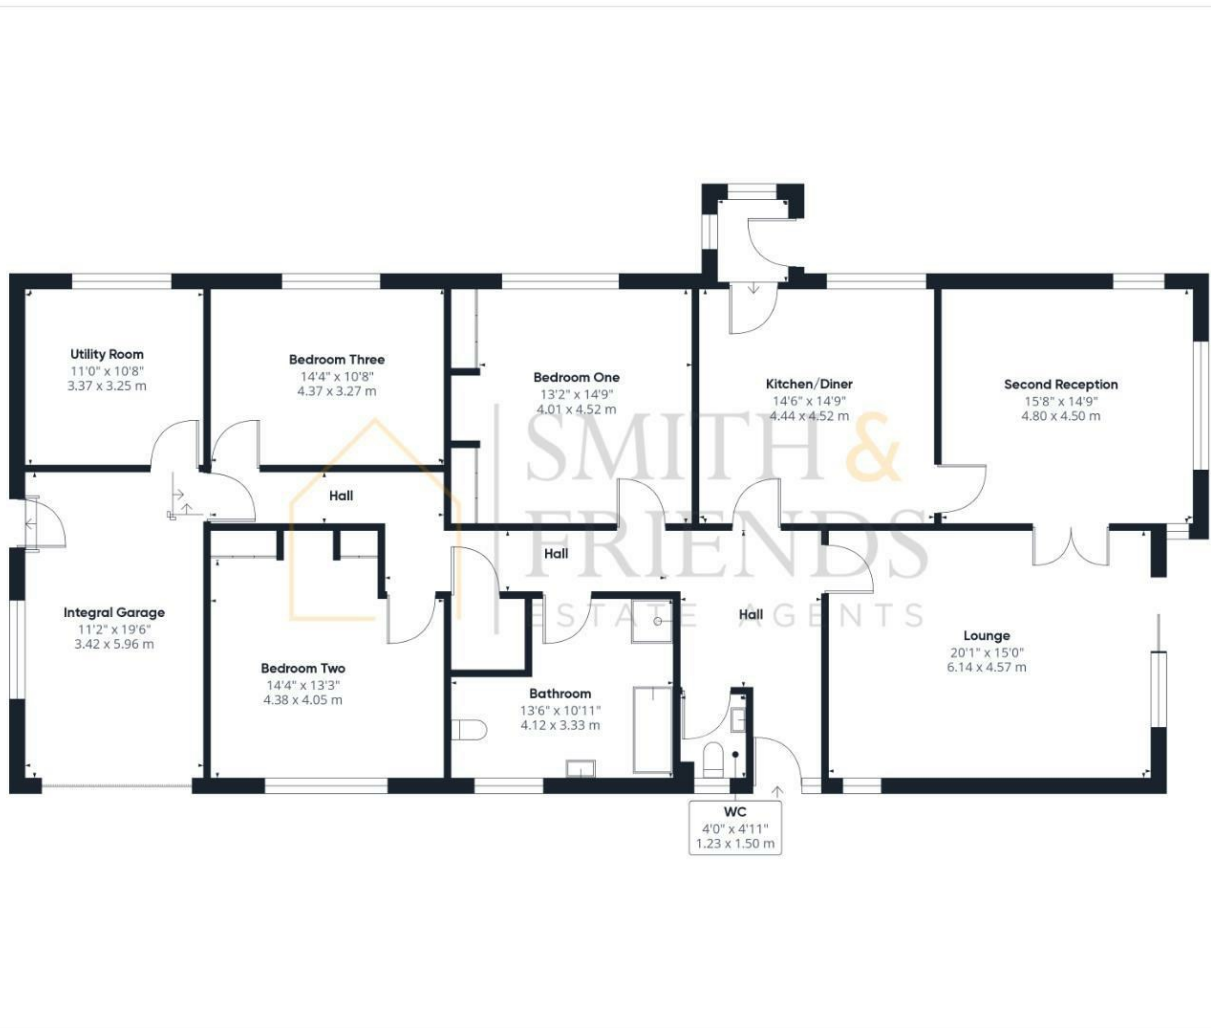 Utility Room
11'0" x 10'8"
3.37 x 3.25 m
Bedroom Three
14'4" x 10'8"
4.37 x 3.27 m
Bedroom One
13'2" x 14'9"
4.01 x 4.52 m
Kitchen/Diner
14'6" x 14'9"
4.44 x 4.52 m
Second Reception
15'8" x 14'9"
4.80 x 4.50 m
SMITH &
FRIENDS
ESTATE AGENTS
Hall
Hall
Hall
Integral Garage
11'2" x 19'6"
3.42 x 5.96 m
Bedroom Two
14'4" x 13'3"
4.38 x 4.05 m
Bathroom
13'6" x 10'11"
4.12 x 3.33 m
Lounge
20'1" x 15'0"
6.14 x 4.57 m
WC
4'0" x 4'11"
1.23 x 1.50 m